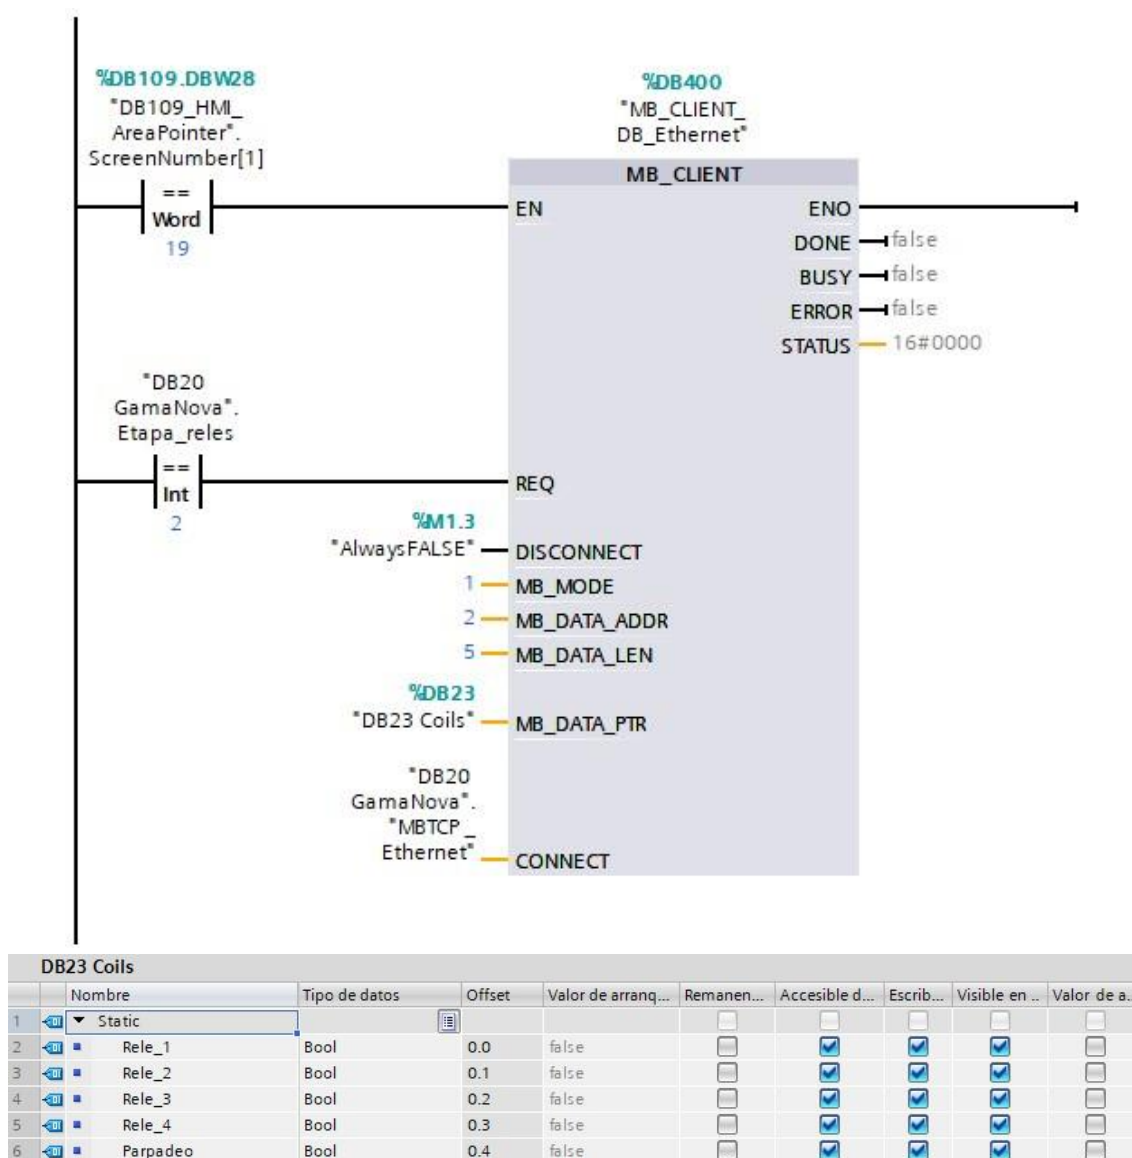 %DB109.DBW28
"DB109_HMI_
AreaPointer".
ScreenNumber[1]
==
Word
19
%DB400
"MB_CLIENT_
DB_Ethernet"
MB_CLIENT
EN
ENO
DONE
false
BUSY
false
ERROR
false
STATUS
16#0000
"DB20
GamaNova".
Etapa_reles
==
Int
2
REQ
%M1.3
"AlwaysFALSE"
DISCONNECT
1
MB_MODE
2
MB_DATA_ADDR
5
MB_DATA_LEN
%DB23
"DB23 Coils"
MB_DATA_PTR
"DB20
GamaNova".
"MBTCP_
Ethernet"
CONNECT
DB23 Coils
Nombre Tipo de datos Offset Valor de arranq... Remanen... Accesible d... Escrib... Visible en .. Valor de a.
1 Static
2 Rele_1 Bool 0.0 false
3 Rele_2 Bool 0.1 false
4 Rele_3 Bool 0.2 false
5 Rele_4 Bool 0.3 false
6 Parpadeo Bool 0.4 false